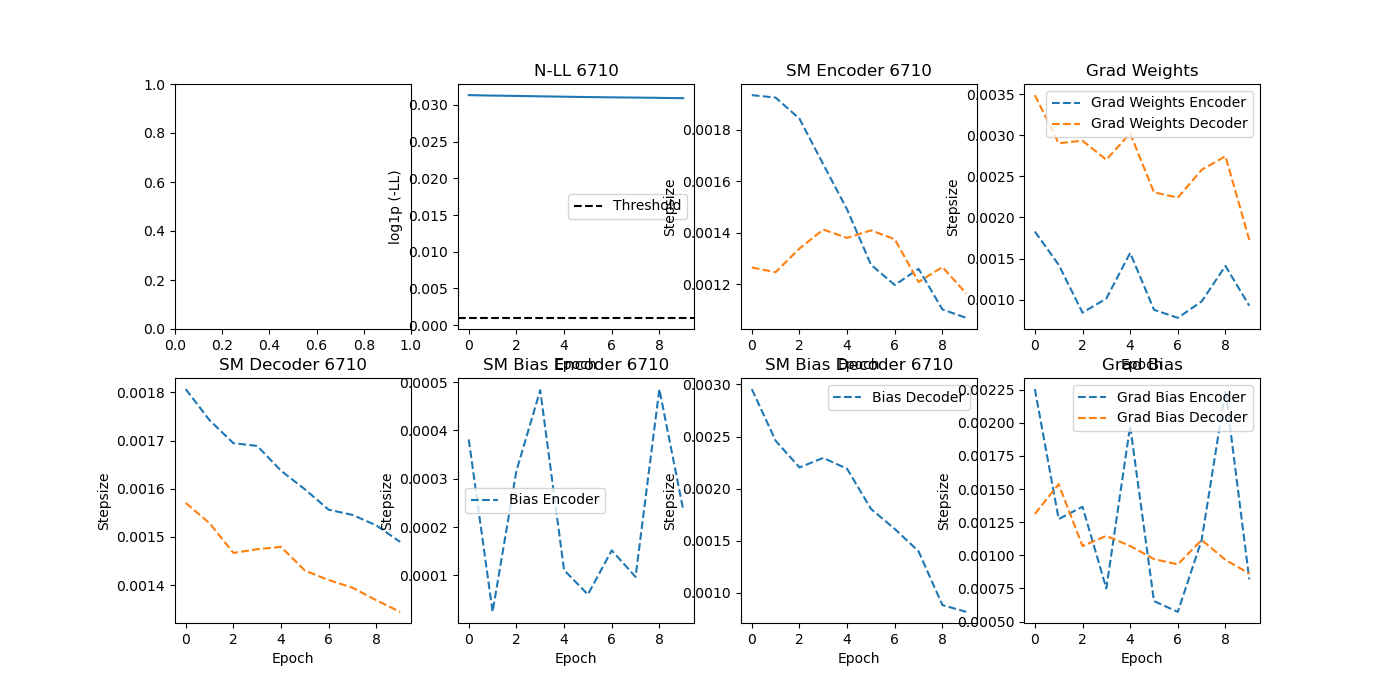 N-LL 6710
SM Encoder 6710
Grad Weights
1.0
0.8
0.6
0.4
0.2
0.0
0.0 0.2 0.4 0.6 0.8 1.0
log1p (-LL)
0.030
0.025
0.020
0.015
0.010
0.005
0.000
Threshold
0 2 4 6 8
Epoch
Stepsize
0.0018
0.0016
0.0014
0.0012
0 2 4 6 8
Epoch
Stepsize
0.0035
0.0030
0.0025
0.0020
0.0015
0.0010
Grad Weights Encoder
Grad Weights Decoder
0 2 4 6 8
Epoch
SM Decoder 6710
SM Bias Encoder 6710
SM Bias Decoder 6710
Grad Bias
Stepsize
0.0018
0.0017
0.0016
0.0015
0.0014
0 2 4 6 8
Epoch
Stepsize
0.0005
0.0004
0.0003
0.0002
0.0001
Bias Encoder
0 2 4 6 8
Epoch
Stepsize
0.0030
0.0025
0.0020
0.0015
0.0010
Bias Decoder
0 2 4 6 8
Epoch
Stepsize
0.00225
0.00200
0.00175
0.00150
0.00125
0.00100
0.00075
0.00050
Grad Bias Encoder
Grad Bias Decoder
0 2 4 6 8
Epoch